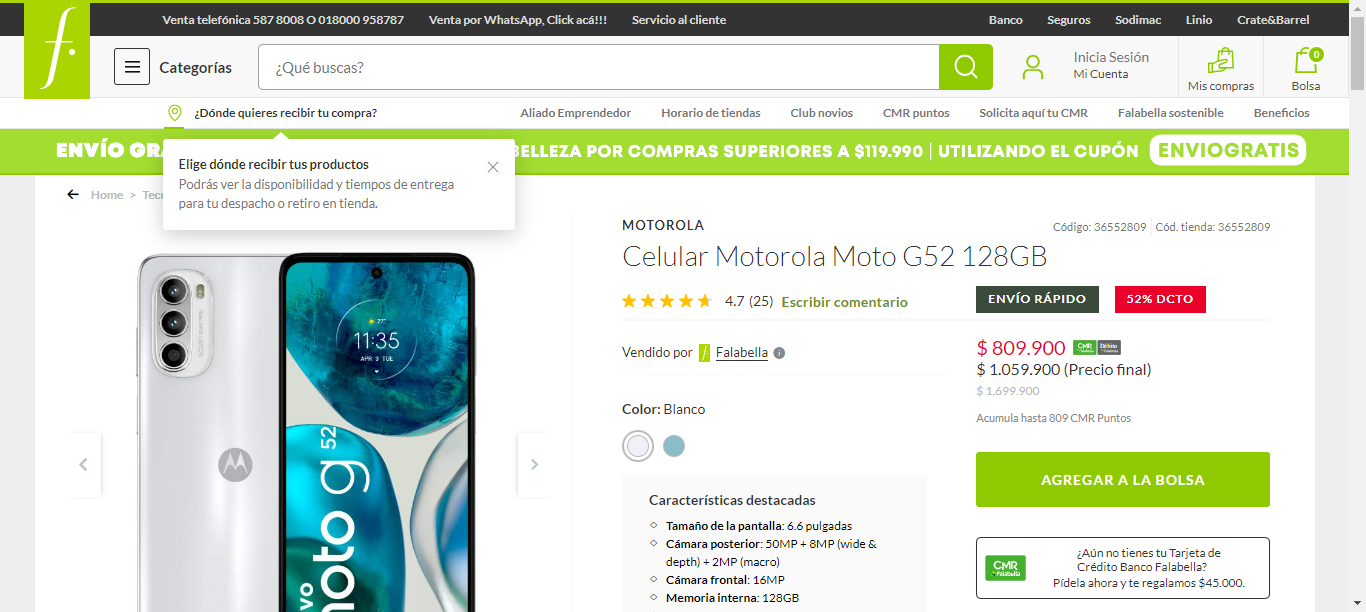 Venta telefónica 587 8008 O 018000 958787
Venta por WhatsApp, Click acá!!!
Servicio al cliente
Banco
Seguros
Sodimac
Linio
Crate&Barrel
f.
Categorías
¿Qué buscas?
Inicia Sesión
Mi Cuenta
Mis compras
0
Bolsa
¿Dónde quieres recibir tu compra?
Aliado Emprendedor
Horario de tiendas
Club novios
CMR puntos
Solicita aquí tu CMR
Falabella sostenible
Beneficios
ENVÍO GRA
BELLEZA POR COMPRAS SUPERIORES A $119.990 | UTILIZANDO EL CUPÓN ENVIOGRATIS
Elige dónde recibir tus productos
Podrás ver la disponibilidad y tiempos de entrega
para tu despacho o retiro en tienda.
Home > Tec
MOTOROLA
Código: 36552809
Cód. tienda: 36552809
Celular Motorola Moto G52 128GB
4.7 (25) Escribir comentario
ENVÍO RÁPIDO
52% DCTO
Vendido por Falabella
$ 809.900
CMR
Débito
$ 1.059.900 (Precio final)
$ 1.699.900
Acumula hasta 809 CMR Puntos
Color: Blanco
11:35
APR 3 TUE
27°
moto g 52
AGREGAR A LA BOLSA
Características destacadas
Tamaño de la pantalla: 6.6 pulgadas
Cámara posterior: 50MP + 8MP (wide &
depth) + 2MP (macro)
Cámara frontal: 16MP
Memoria interna: 128GB
CMR
Falabella
¿Aún no tienes tu Tarjeta de
Crédito Banco Falabella?
Pídela ahora y te regalamos $45.000.